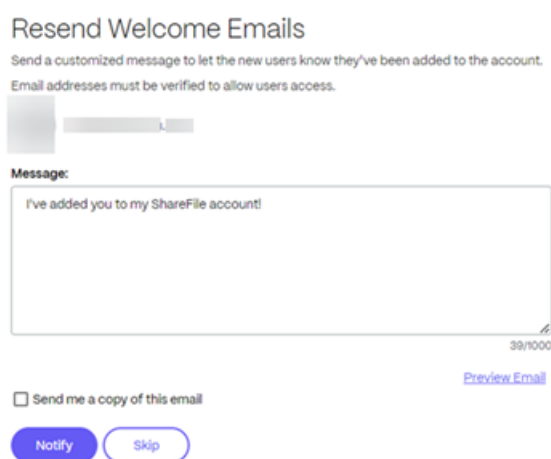 Resend Welcome Emails
Send a customized message to let the new users know they've been added to the account.
Email addresses must be verified to allow users access.
Message:
I've added you to my ShareFile account!
39/1000
Preview Email
Send me a copy of this email
Notify Skip